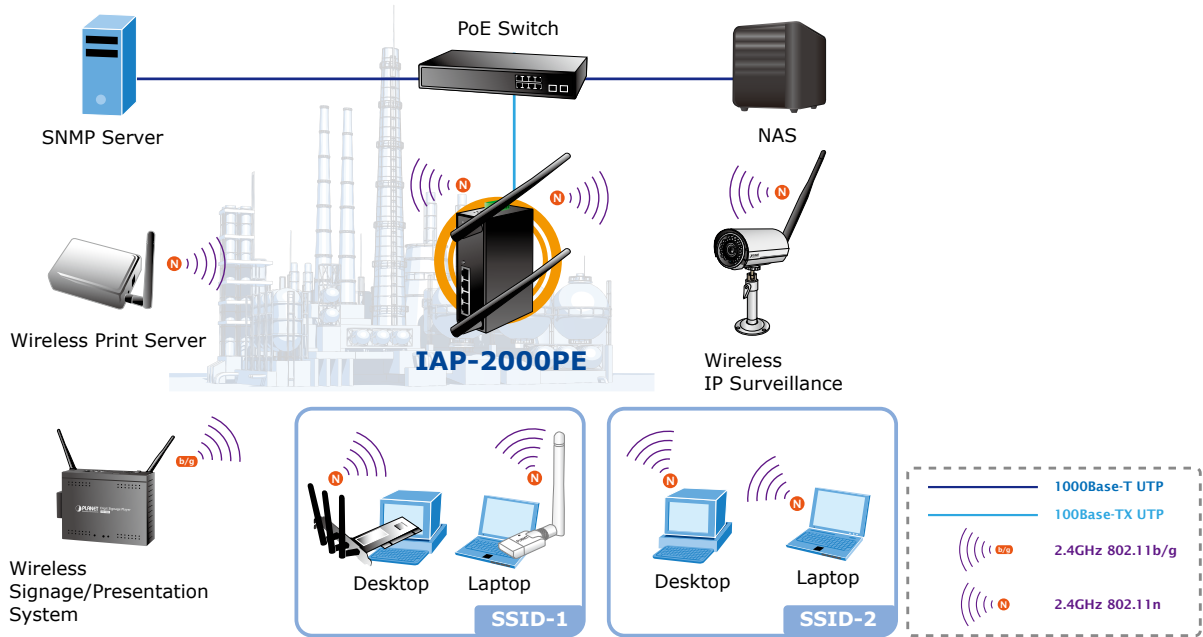 PoE Switch
SNMP Server
NAS
N
N
N
N
Wireless Print Server
IAP-2000PE
Wireless
IP Surveillance
b/g
PLANET
Wireless
Signage/Presentation
System
N
N
Desktop
Laptop
SSID-1
N
N
Desktop
Laptop
SSID-2
1000Base-T UTP
100Base-TX UTP
b/g
2.4GHz 802.11b/g
N
2.4GHz 802.11n